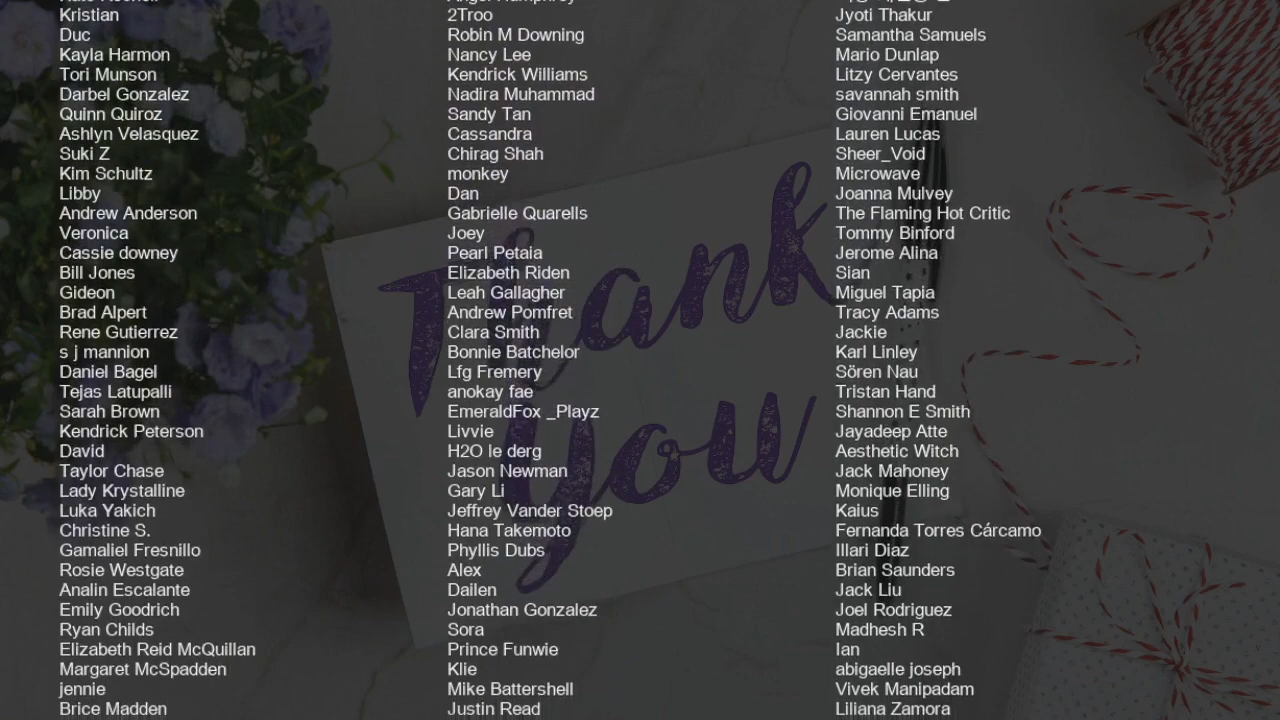 Kristian
Duc
Kayla Harmon
Tori Munson
Darbel Gonzalez
Quinn Quiroz
Ashlyn Velasquez
Suki Z
Kim Schultz
Libby
Andrew Anderson
Veronica
Cassie downey
Bill Jones
Gideon
Brad Alpert
Rene Gutierrez
s j mannion
Daniel Bagel
Tejas Latupalli
Sarah Brown
Kendrick Peterson
David
Taylor Chase
Lady Krystalline
Luka Yakich
Christine S.
Gamaliel Fresnillo
Rosie Westgate
Analin Escalante
Emily Goodrich
Ryan Childs
Elizabeth Reid McQuillan
Margaret McSpadden
jennie
Brice Madden
2Troo
Robin M Downing
Nancy Lee
Kendrick Williams
Nadira Muhammad
Sandy Tan
Cassandra
Chirag Shah
monkey
Dan
Gabrielle Quarells
Joey
Pearl Petaia
Elizabeth Riden
Leah Gallagher
Andrew Pomfret
Clara Smith
Bonnie Batchelor
Lfg Fremery
anokay fae
EmeraldFox _Playz
Livvie
H2O le derg
Jason Newman
Gary Li
Jeffrey Vander Stoep
Hana Takemoto
Phyllis Dubs
Alex
Dailen
Jonathan Gonzalez
Sora
Prince Funwie
Klie
Mike Battershell
Justin Read
Jyoti Thakur
Samantha Samuels
Mario Dunlap
Litzy Cervantes
savannah smith
Giovanni Emanuel
Lauren Lucas
Sheer_Void
Microwave
Joanna Mulvey
The Flaming Hot Critic
Tommy Binford
Jerome Alina
Sian
Miguel Tapia
Tracy Adams
Jackie
Karl Linley
Sören Nau
Tristan Hand
Shannon E Smith
Jayadeep Atte
Aesthetic Witch
Jack Mahoney
Monique Elling
Kaius
Fernanda Torres Cárcamo
Illari Diaz
Brian Saunders
Jack Liu
Joel Rodriguez
Madhesh R
Ian
abigaelle joseph
Vivek Manipadam
Liliana Zamora
Thank
you